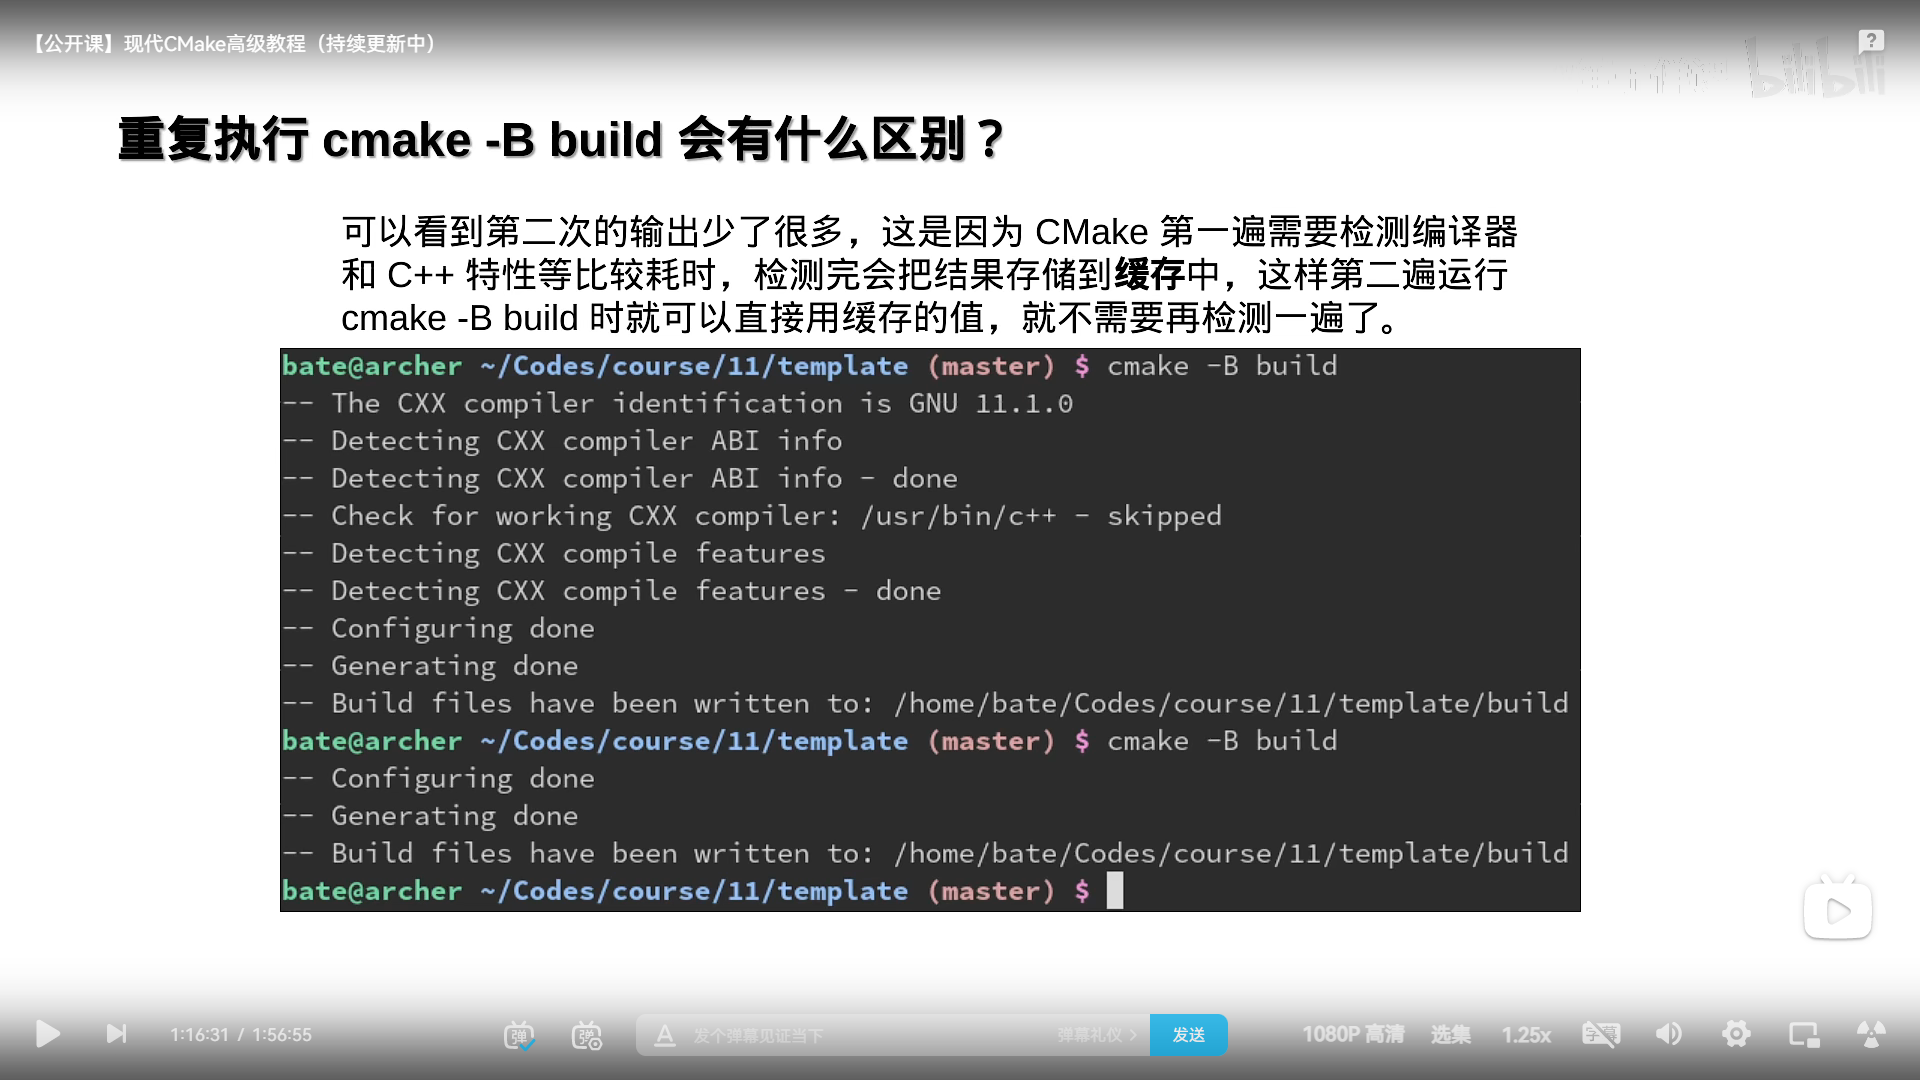 【公开课】现代CMake高级教程（持续更新中）
bilibili
重复执行 cmake -B build 会有什么区别？
可以看到第二次的输出少了很多，这是因为 CMake 第一遍需要检测编译器
和 C++ 特性等比较耗时，检测完会把结果存储到缓存中，这样第二遍运行
cmake -B build 时就可以直接用缓存的值，就不需要再检测一遍了。
bate@archer ~/Codes/course/11/template (master) $ cmake -B build
-- The CXX compiler identification is GNU 11.1.0
-- Detecting CXX compiler ABI info
-- Detecting CXX compiler ABI info - done
-- Check for working CXX compiler: /usr/bin/c++ - skipped
-- Detecting CXX compile features
-- Detecting CXX compile features - done
-- Configuring done
-- Generating done
-- Build files have been written to: /home/bate/Codes/course/11/template/build
bate@archer ~/Codes/course/11/template (master) $ cmake -B build
-- Configuring done
-- Generating done
-- Build files have been written to: /home/bate/Codes/course/11/template/build
bate@archer ~/Codes/course/11/template (master) $
1:16:31 / 1:56:55 弹 弹 A 发个弹幕见证当下 弹幕礼仪 > 发送 1080P 高清 选集 1.25x 字幕